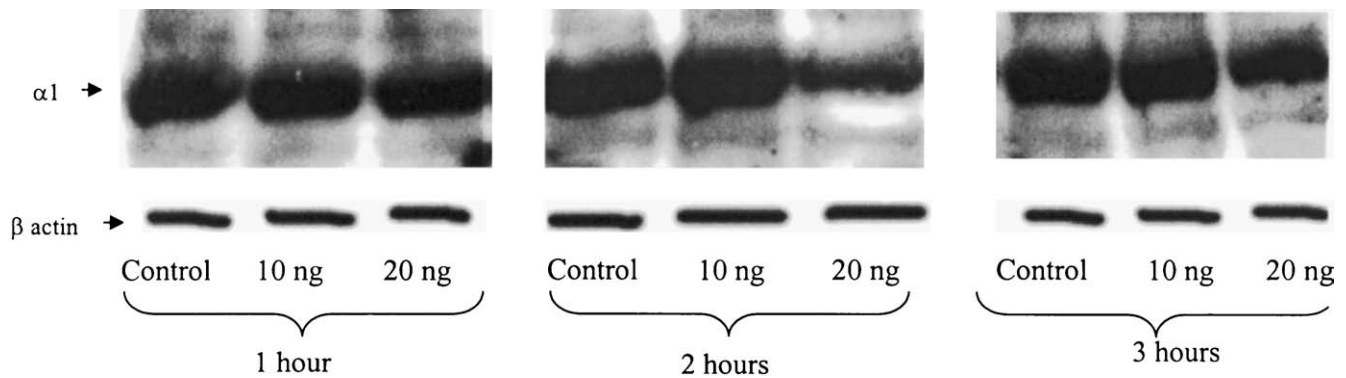 α1
β actin
Control 10 ng 20 ng
Control 10 ng 20 ng
Control 10 ng 20 ng
1 hour
2 hours
3 hours